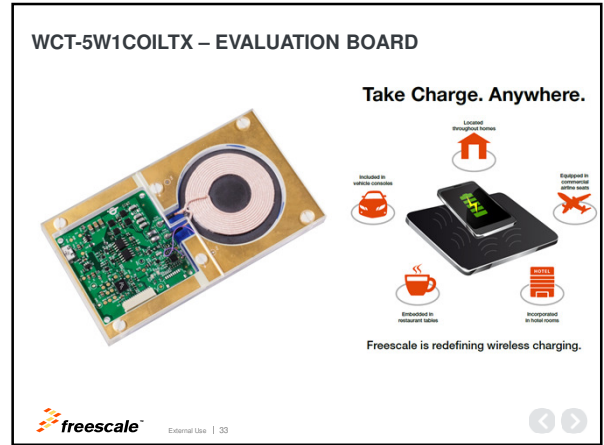 WCT-5W1COILTX – EVALUATION BOARD
Take Charge. Anywhere.
Located
throughout homes
Included in
vehicle consoles
Equipped in
commercial
airline seats
HOTEL
Embedded in
restaurant tables
Incorporated
in hotel rooms
Freescale is redefining wireless charging.
freescale™
External Use | 33